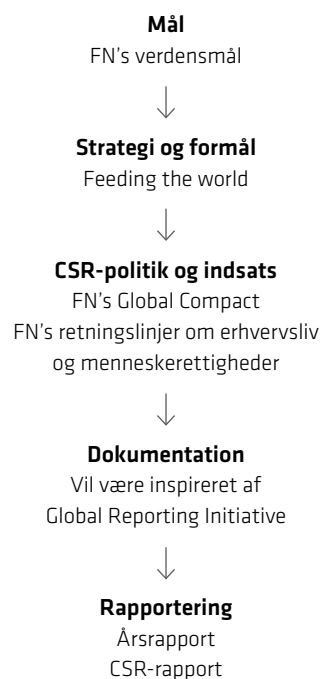 Mål
FN's verdensmål
Strategi og formål
Feeding the world
CSR-politik og indsats
FN's Global Compact
FN's retningslinjer om erhvervsliv
og menneskerettigheder
Dokumentation
Vil være inspireret af
Global Reporting Initiative
Rapportering
Årsrapport
CSR-rapport